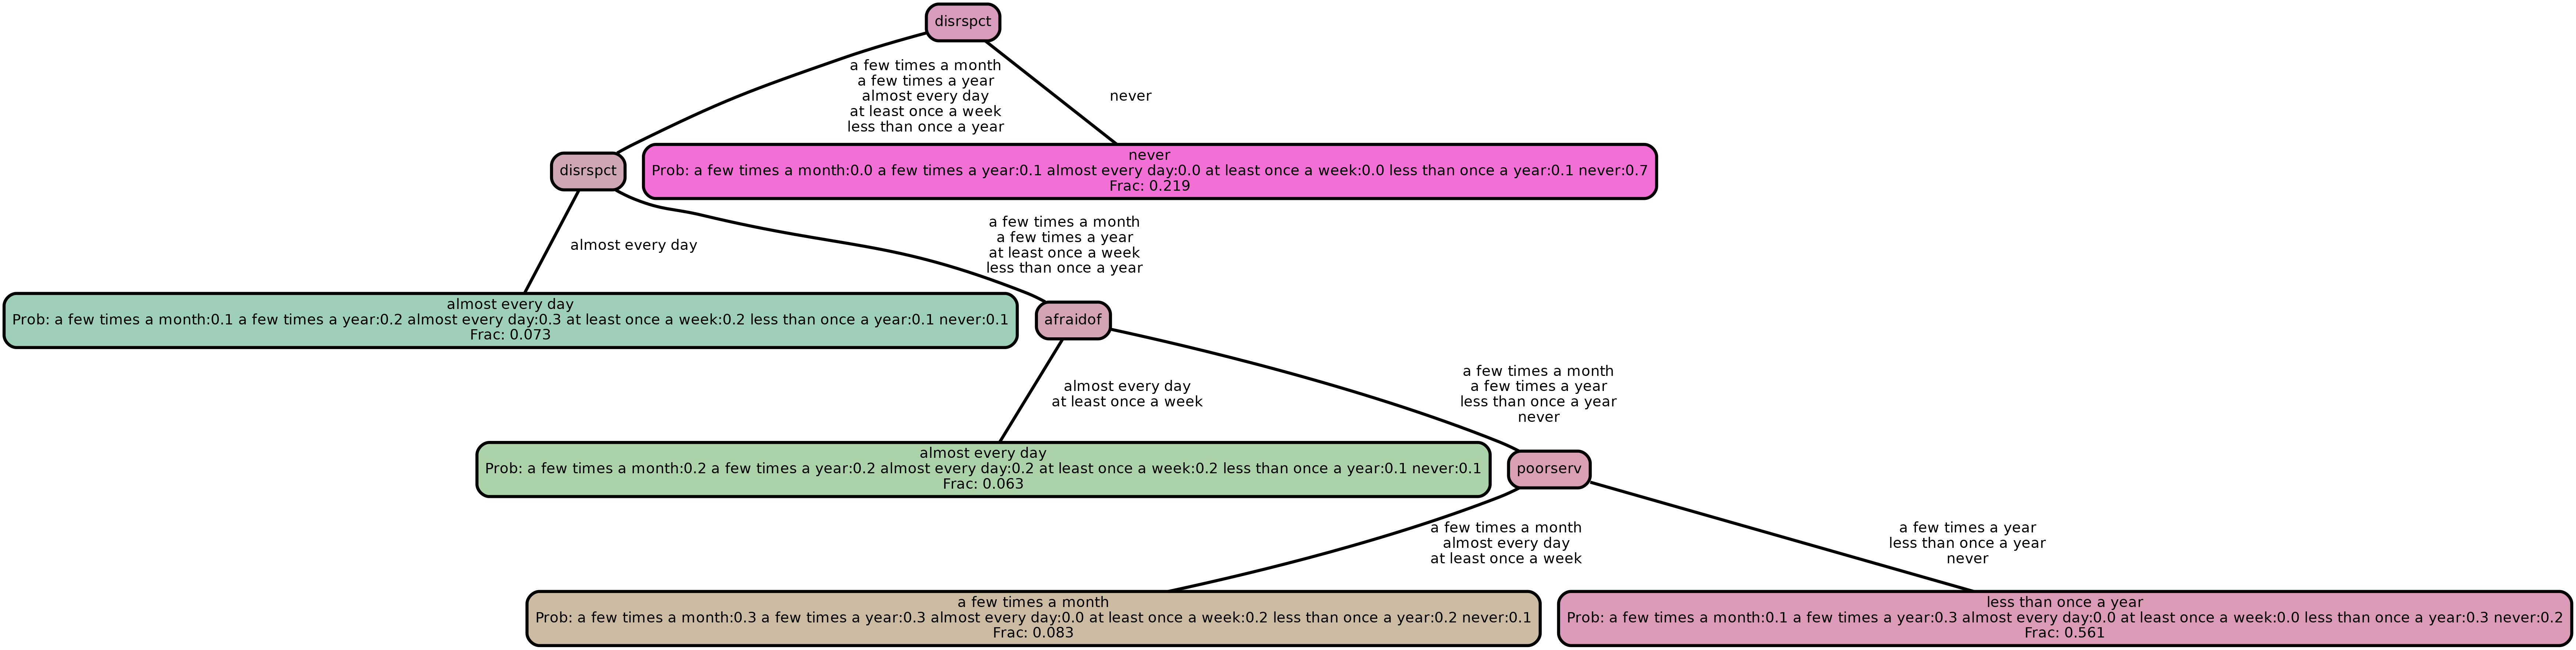 disrspct
a few times a month
a few times a year
almost every day
at least once a week
less than once a year
never
disrspct
never
Prob: a few times a month:0.0 a few times a year:0.1 almost every day:0.0 at least once a week:0.0 less than once a year:0.1 never:0.7
Frac: 0.219
almost every day
a few times a month
a few times a year
at least once a week
less than once a year
almost every day
Prob: a few times a month:0.1 a few times a year:0.2 almost every day:0.3 at least once a week:0.2 less than once a year:0.1 never:0.1
Frac: 0.073
afraidof
almost every day
at least once a week
a few times a month
a few times a year
less than once a year
never
almost every day
Prob: a few times a month:0.2 a few times a year:0.2 almost every day:0.2 at least once a week:0.2 less than once a year:0.1 never:0.1
Frac: 0.063
poorserv
a few times a month
almost every day
at least once a week
a few times a year
less than once a year
never
a few times a month
Prob: a few times a month:0.3 a few times a year:0.3 almost every day:0.0 at least once a week:0.2 less than once a year:0.2 never:0.1
Frac: 0.083
less than once a year
Prob: a few times a month:0.1 a few times a year:0.3 almost every day:0.0 at least once a week:0.0 less than once a year:0.3 never:0.2
Frac: 0.561